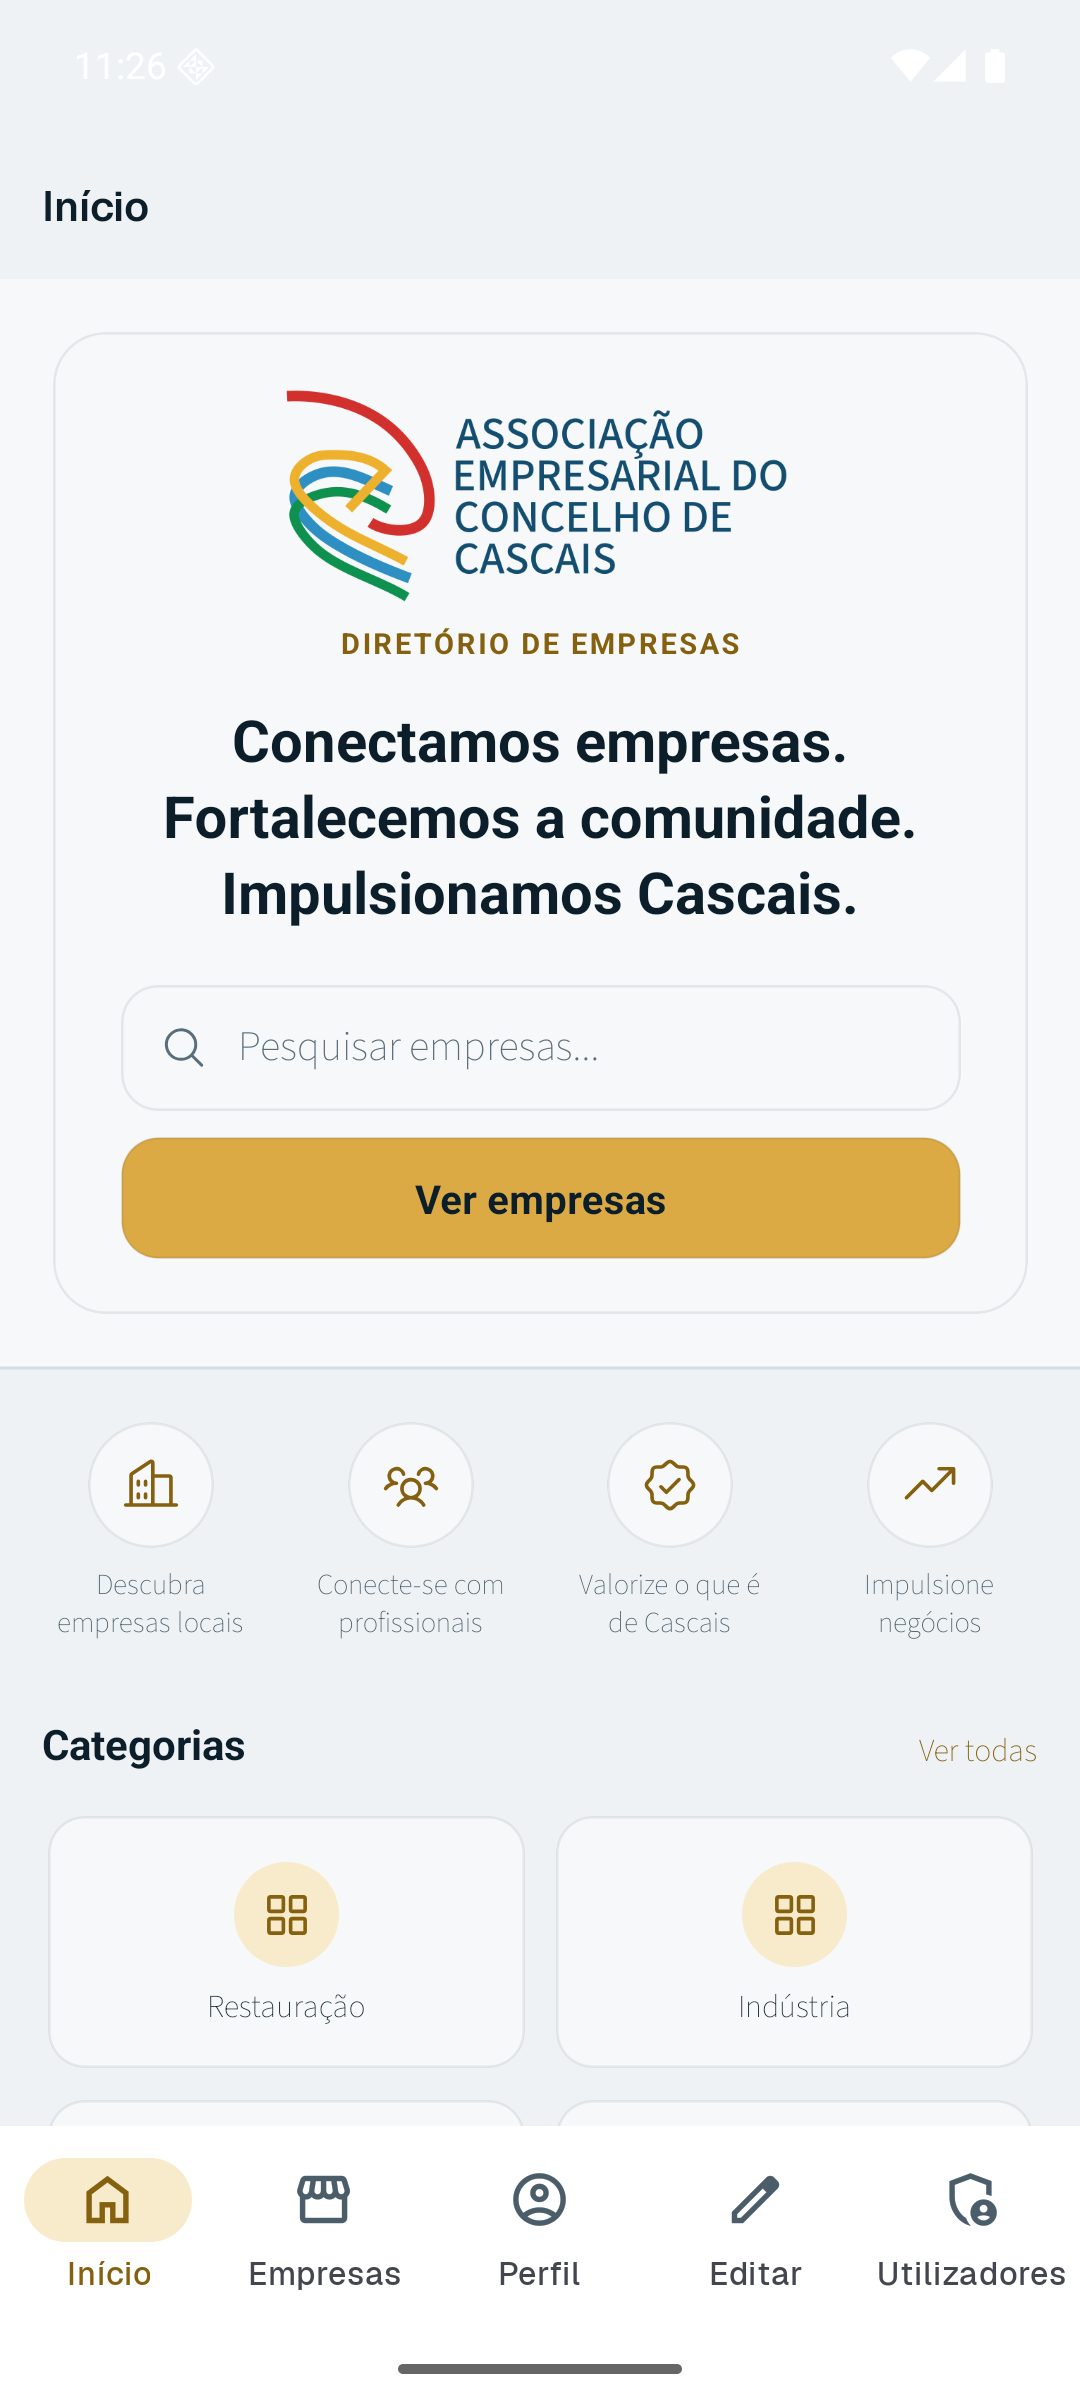 11:26
Início
ASSOCIAÇÃO
EMPRESARIAL DO
CONCELHO DE
CASCAIS
DIRETÓRIO DE EMPRESAS
Conectamos empresas.
Fortalecemos a comunidade.
Impulsionamos Cascais.
Pesquisar empresas...
Ver empresas
Descubra
empresas locais
Conecte-se com
profissionais
Valorize o que é
de Cascais
Impulsione
negócios
Categorias
Ver todas
Restauração
Indústria
Início
Empresas
Perfil
Editar
Utilizadores